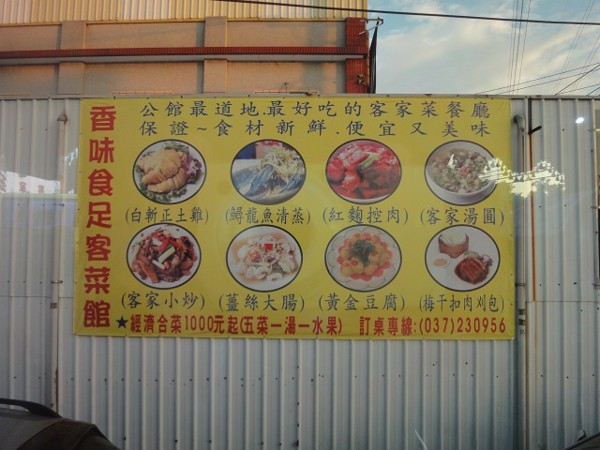 香味食足客菜館
公館最道地.最好吃的客家菜餐廳
保證~食材新鮮.便宜又美味
(白斬正土雞)
(鱘龍魚清蒸)
(紅麴控肉)
(客家湯圓)
(客家小炒)
(薑絲大腸)
(黃金豆腐)
(梅干扣肉刈包)
★經濟合菜1000元起(五菜一湯一水果) 訂桌專線:(037)230956